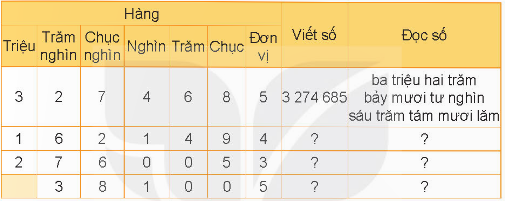 Hàng
Viết số
Đọc số
Triệu
Trăm nghìn
Chục nghìn
Nghìn
Trăm
Chục
Đơn vị
3 2 7 4 6 8 5 3 274 685
ba triệu hai trăm
bảy mươi tư nghìn
sáu trăm tám mươi lăm
1 6 2 1 4 9 4 ? ?
2 7 6 0 0 5 3 ? ?
3 8 1 0 0 5 ? ?